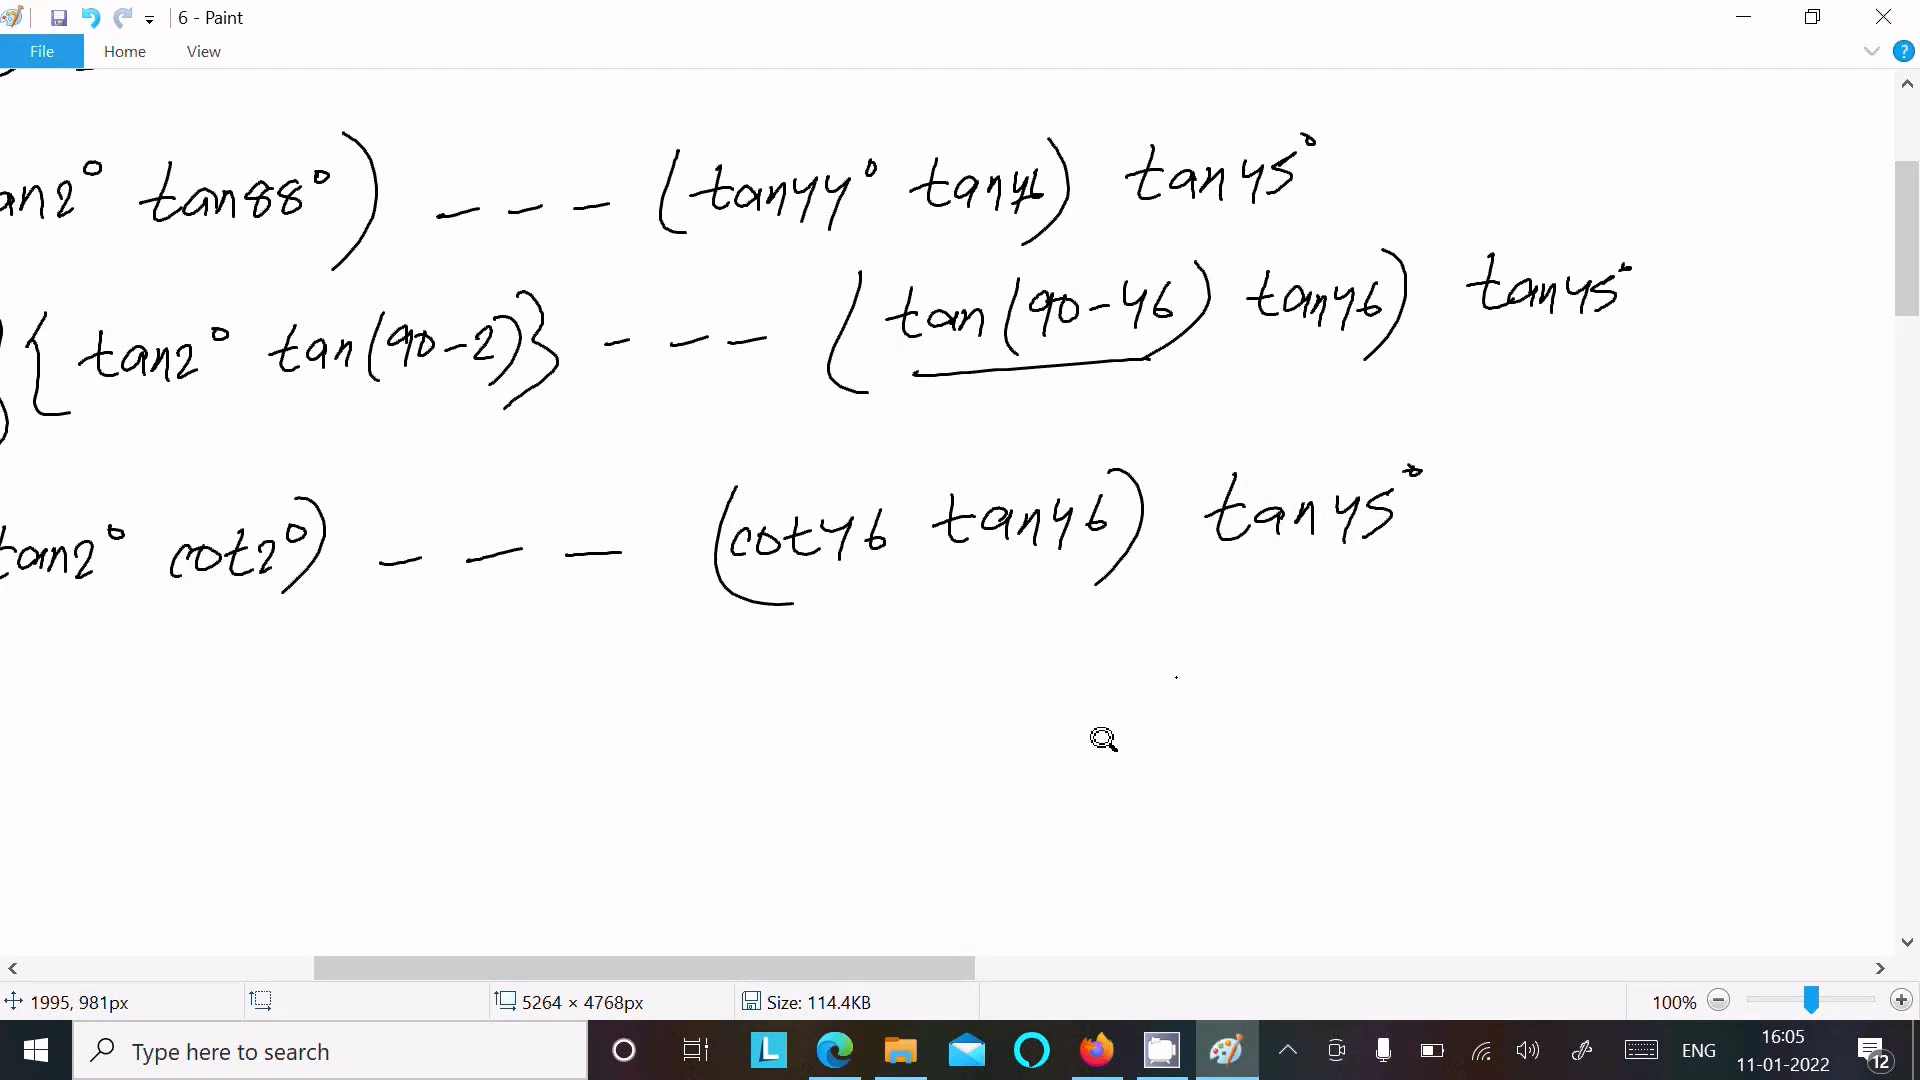 6 - Paint
File Home View
an2° tan88°) --- (tan44° tan46) tan45°
{tan2° tan(90-2)} --- (tan(90-46) tan46) tan45°
tan2° cot2°) --- (cot46 tan46) tan45°
1995, 981px 5264 × 4768px Size: 114.4KB 100%
Type here to search L ENG 16:05
11-01-2022 12